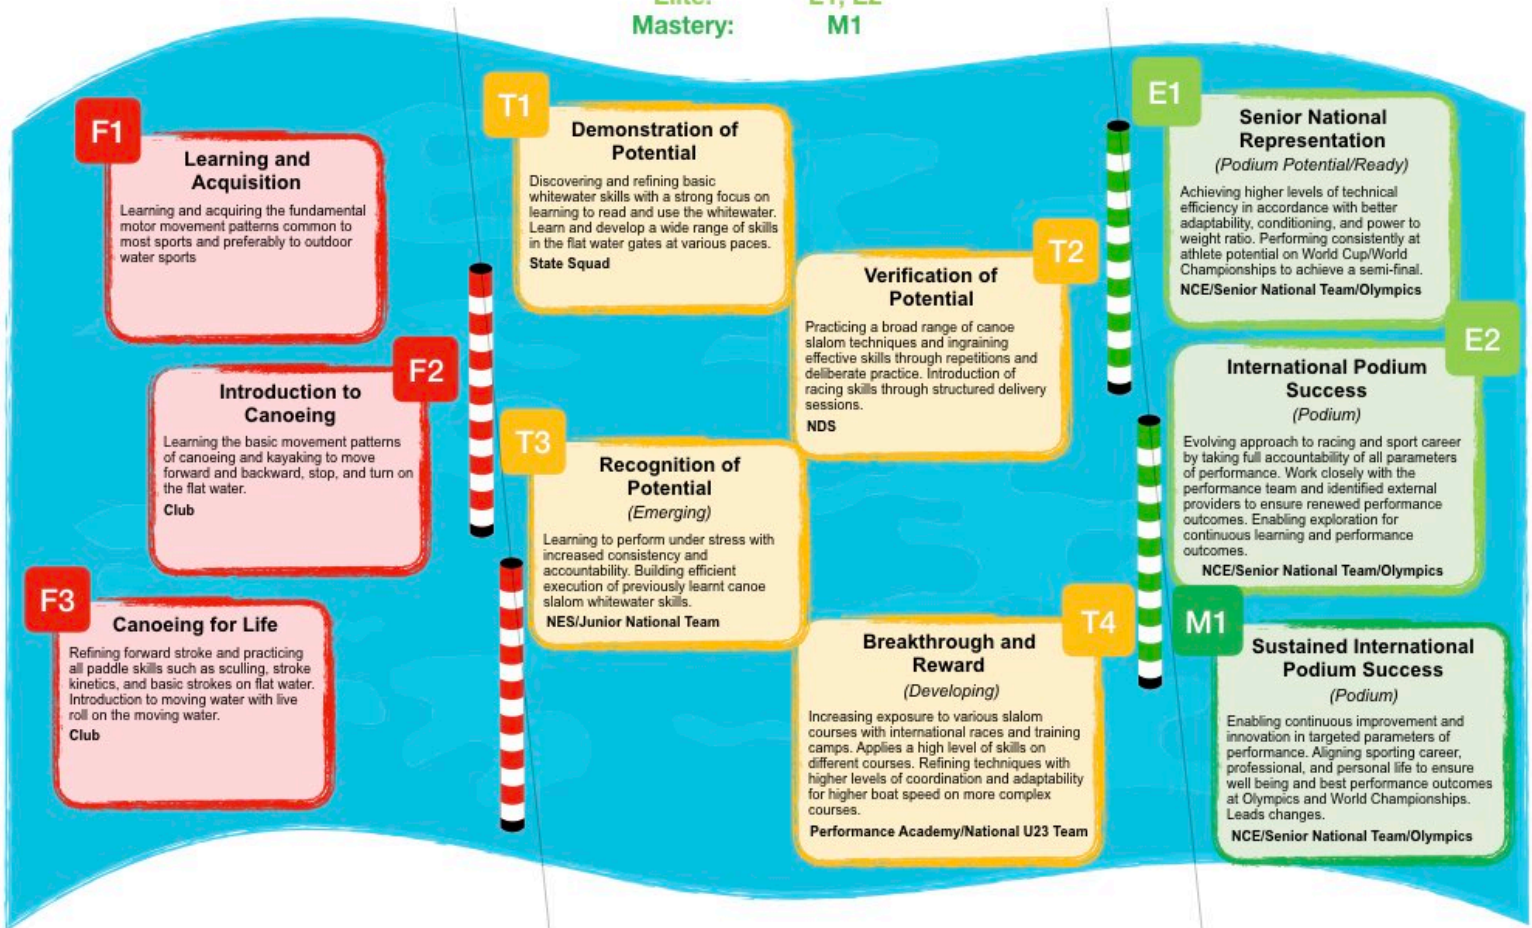 Elite: E1, E2
Mastery: M1
F1
Learning and
Acquisition
Learning and acquiring the fundamental
motor movement patterns common to
most sports and preferably to outdoor
water sports
F2
Introduction to
Canoeing
Learning the basic movement patterns
of canoeing and kayaking to move
forward and backward, stop, and turn on
the flat water.
Club
F3
Canoeing for Life
Refining forward stroke and practicing
all paddle skills such as sculling, stroke
kinetics, and basic strokes on flat water.
Introduction to moving water with live
roll on the moving water.
Club
T1
Demonstration of
Potential
Discovering and refining basic
whitewater skills with a strong focus on
learning to read and use the whitewater.
Learn and develop a wide range of skills
in the flat water gates at various paces.
State Squad
T2
Verification of
Potential
Practicing a broad range of canoe
slalom techniques and ingraining
effective skills through repetitions and
deliberate practice. Introduction of
racing skills through structured delivery
sessions.
NDS
T3
Recognition of
Potential
(Emerging)
Learning to perform under stress with
increased consistency and
accountability. Building efficient
execution of previously learnt canoe
slalom whitewater skills.
NES/Junior National Team
T4
Breakthrough and
Reward
(Developing)
Increasing exposure to various slalom
courses with international races and training
camps. Applies a high level of skills on
different courses. Refining techniques with
higher levels of coordination and adaptability
for higher boat speed on more complex
courses.
Performance Academy/National U23 Team
E1
Senior National
Representation
(Podium Potential/Ready)
Achieving higher levels of technical
efficiency in accordance with better
adaptability, conditioning, and power to
weight ratio. Performing consistently at
athlete potential on World Cup/World
Championships to achieve a semi-final.
NCE/Senior National Team/Olympics
E2
International Podium
Success
(Podium)
Evolving approach to racing and sport career
by taking full accountability of all parameters
of performance. Work closely with the
performance team and identified external
providers to ensure renewed performance
outcomes. Enabling exploration for
continuous learning and performance
outcomes.
NCE/Senior National Team/Olympics
M1
Sustained International
Podium Success
(Podium)
Enabling continuous improvement and
innovation in targeted parameters of
performance. Aligning sporting career,
professional, and personal life to ensure
well being and best performance outcomes
at Olympics and World Championships.
Leads changes.
NCE/Senior National Team/Olympics